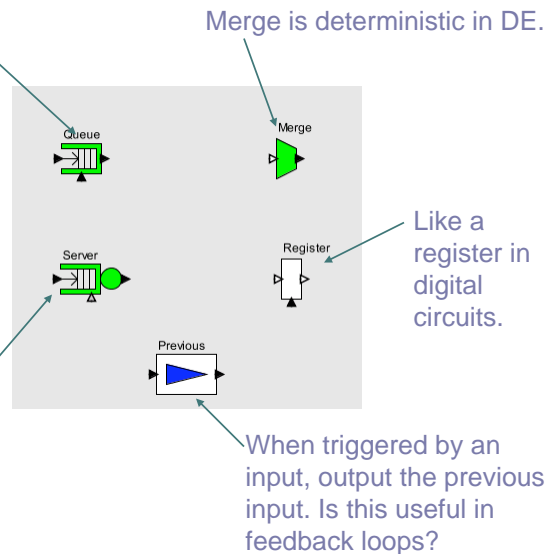 Merge is deterministic in DE.
Queue
Merge
Server
Register
Like a
register in
digital
circuits.
Previous
When triggered by an
input, output the previous
input. Is this useful in
feedback loops?